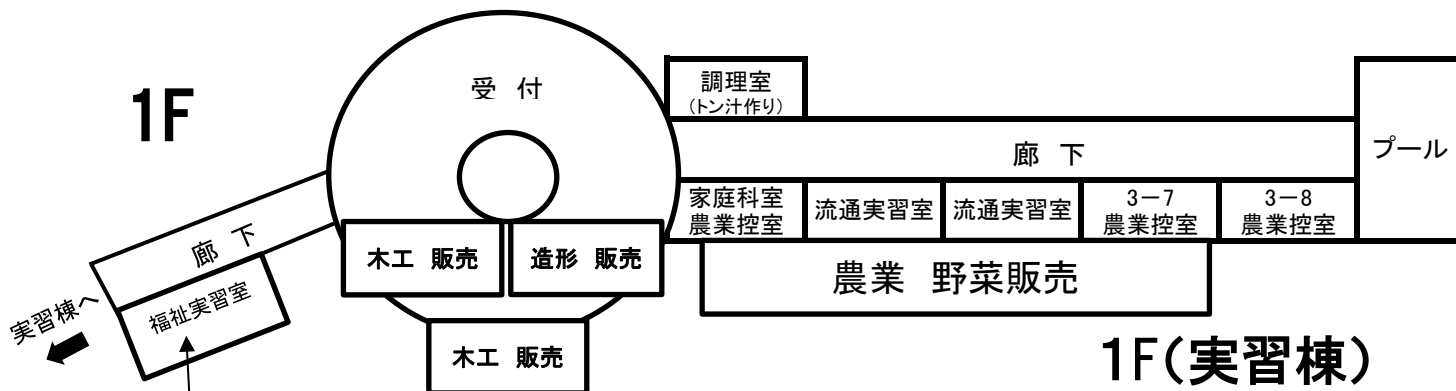 1F
受 付
調理室
(トン汁作り)
廊 下
プール
家庭科室
農業控室
流通実習室
流通実習室
3-7
農業控室
3-8
農業控室
木工 販売
造形 販売
農業 野菜販売
廊 下
福祉実習室
実習棟へ
木工 販売
1F(実習棟)